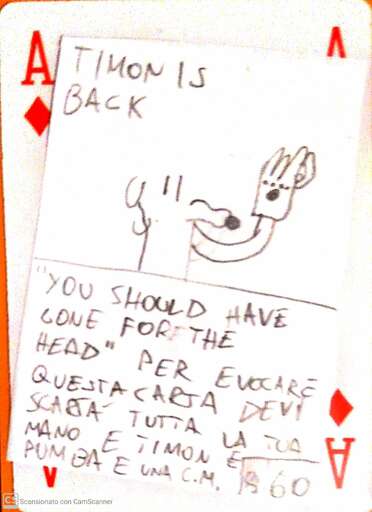 A
A
TIMON IS
BACK
"YOU SHOULD HAVE
GONE FOR THE
HEAD" PER EVOCARE
QUESTA CARTA DEVI
SCARTA' TUTTA LA TUA
MANO E TIMON E
PUMBA E UNA C.M.
60
A
CS Scansionato con CamScanner